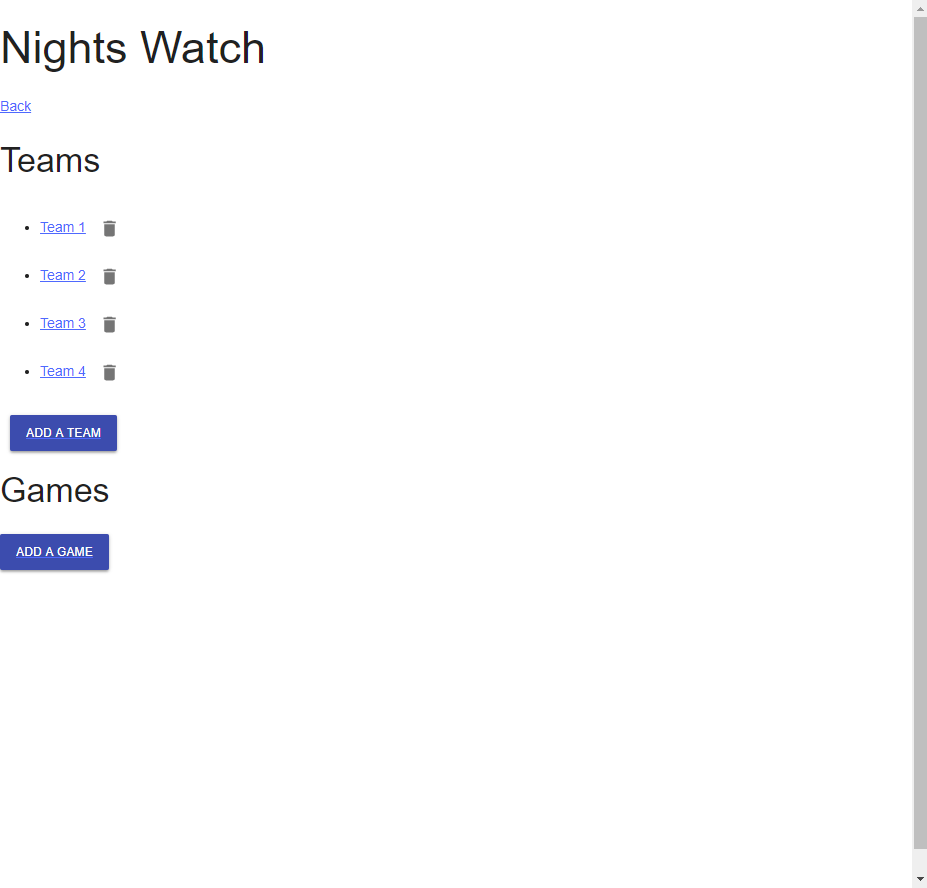 Nights Watch
Back
Teams
Team 1
Team 2
Team 3
Team 4
ADD A TEAM
Games
ADD A GAME